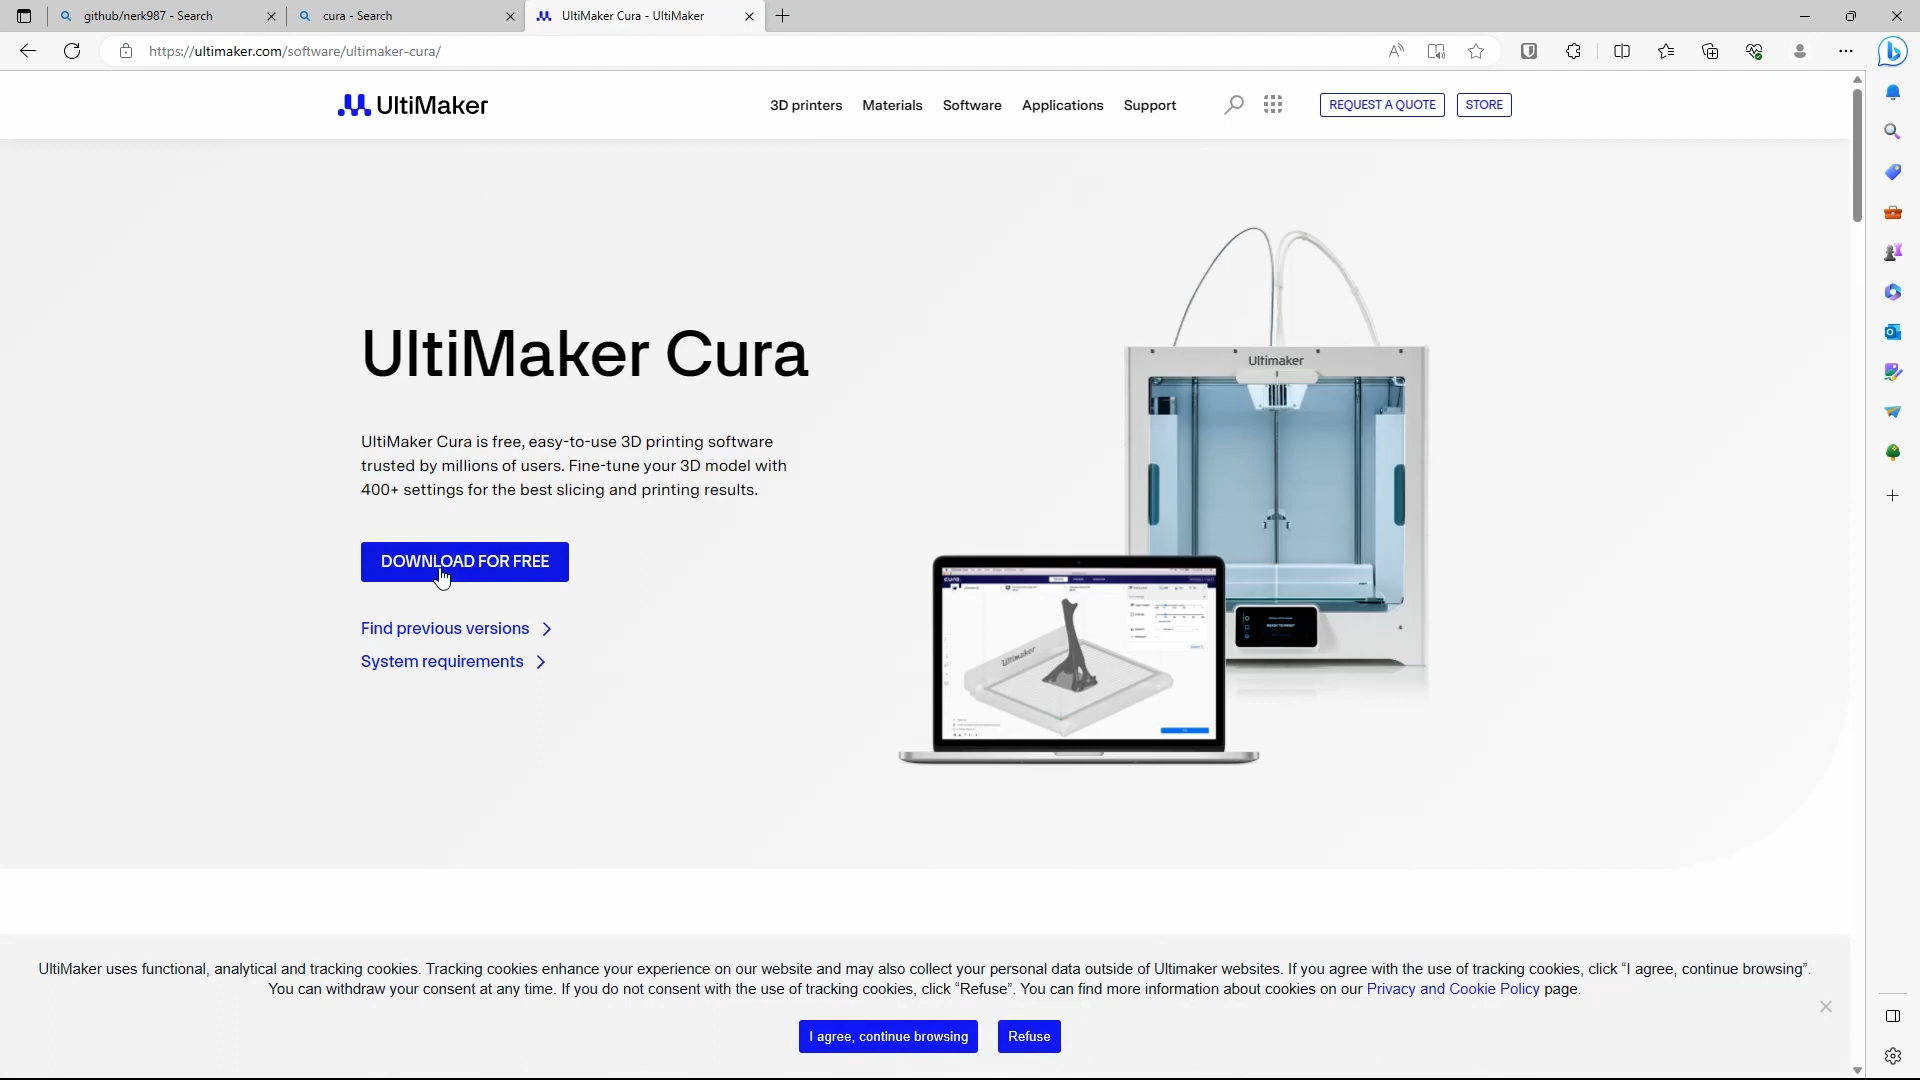 github/nerk987 - Search
cura - Search
UltiMaker Cura - UltiMaker
https://ultimaker.com/software/ultimaker-cura/
UltiMaker
3D printers
Materials
Software
Applications
Support
REQUEST A QUOTE
STORE
UltiMaker Cura
UltiMaker Cura is free, easy-to-use 3D printing software
trusted by millions of users. Fine-tune your 3D model with
400+ settings for the best slicing and printing results.
DOWNLOAD FOR FREE
Find previous versions
System requirements
Ultimaker
cura.
Ultimaker
UltiMaker uses functional, analytical and tracking cookies. Tracking cookies enhance your experience on our website and may also collect your personal data outside of Ultimaker websites. If you agree with the use of tracking cookies, click “I agree, continue browsing”.
You can withdraw your consent at any time. If you do not consent with the use of tracking cookies, click “Refuse”. You can find more information about cookies on our Privacy and Cookie Policy page.
I agree, continue browsing
Refuse